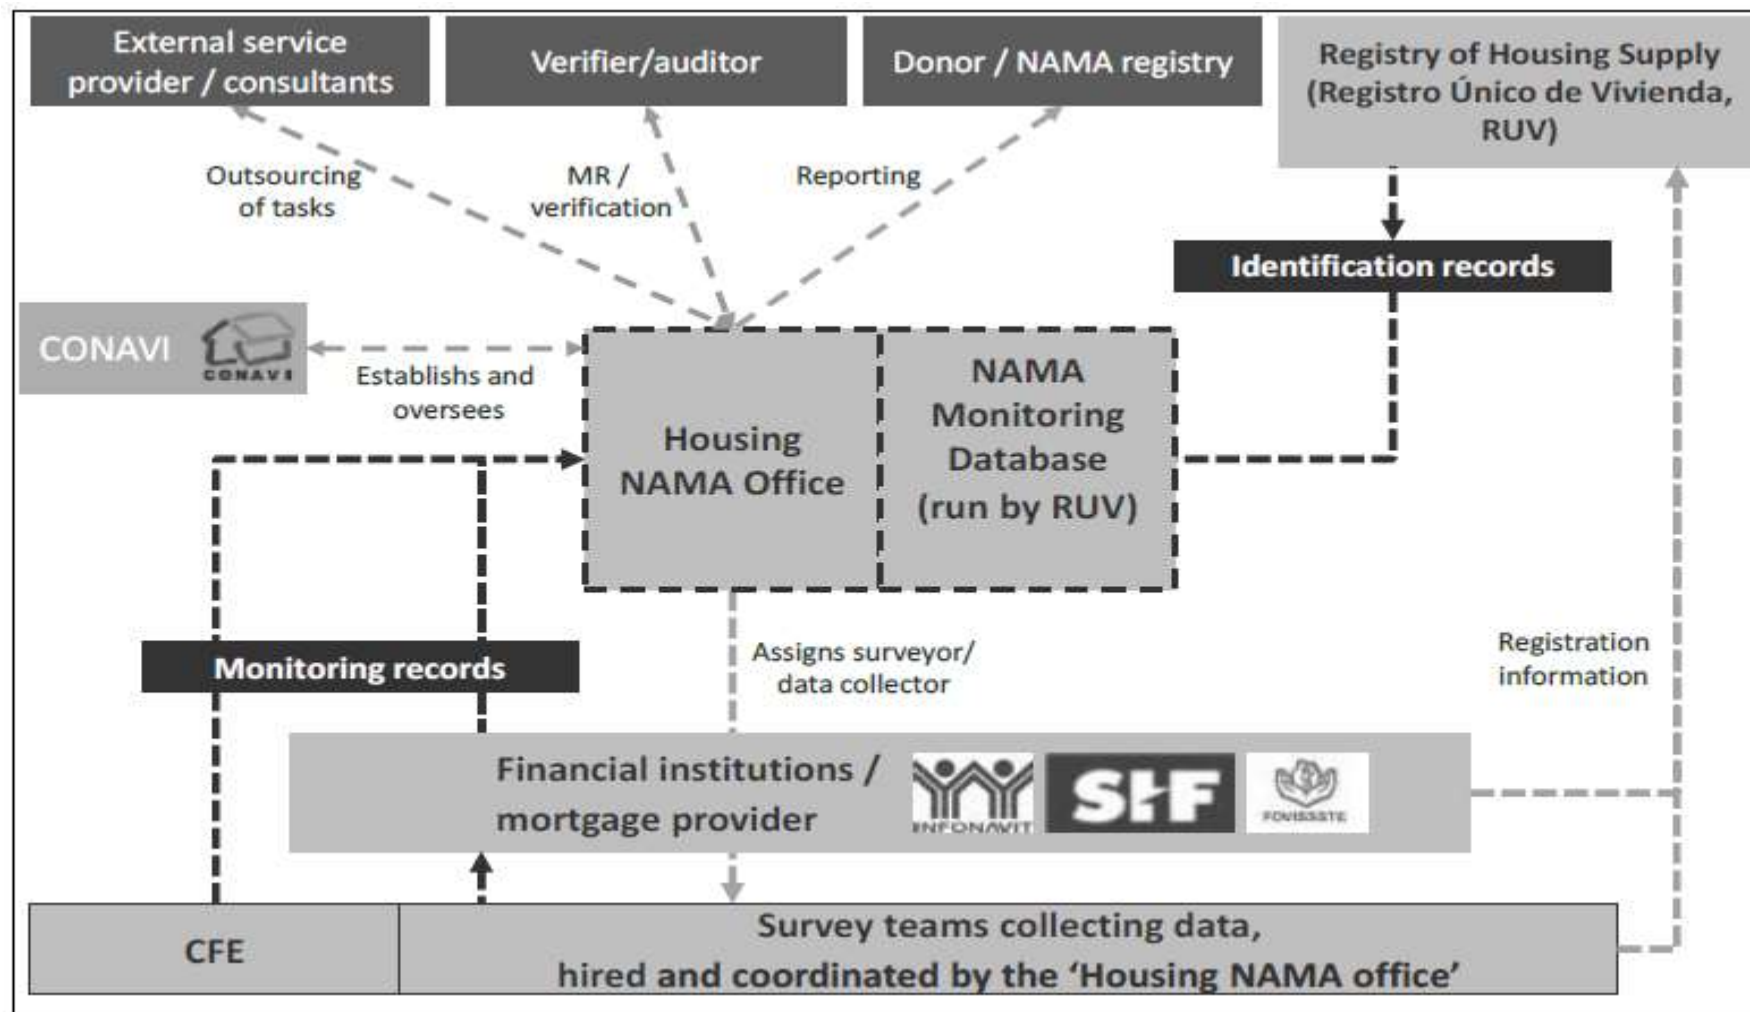 External service
provider / consultants
Verifier/auditor
Donor / NAMA registry
Registry of Housing Supply
(Registro Único de Vivienda,
RUV)
Outsourcing
of tasks
MR /
verification
Reporting
Identification records
CONAVI
CONAVI
Establishs and
oversees
Housing
NAMA Office
NAMA
Monitoring
Database
(run by RUV)
Monitoring records
Assigns surveyor/
data collector
Registration
information
Financial institutions /
mortgage provider
INFONAVIT
SHF
FOVISSSTE
CFE
Survey teams collecting data,
hired and coordinated by the ‘Housing NAMA office’